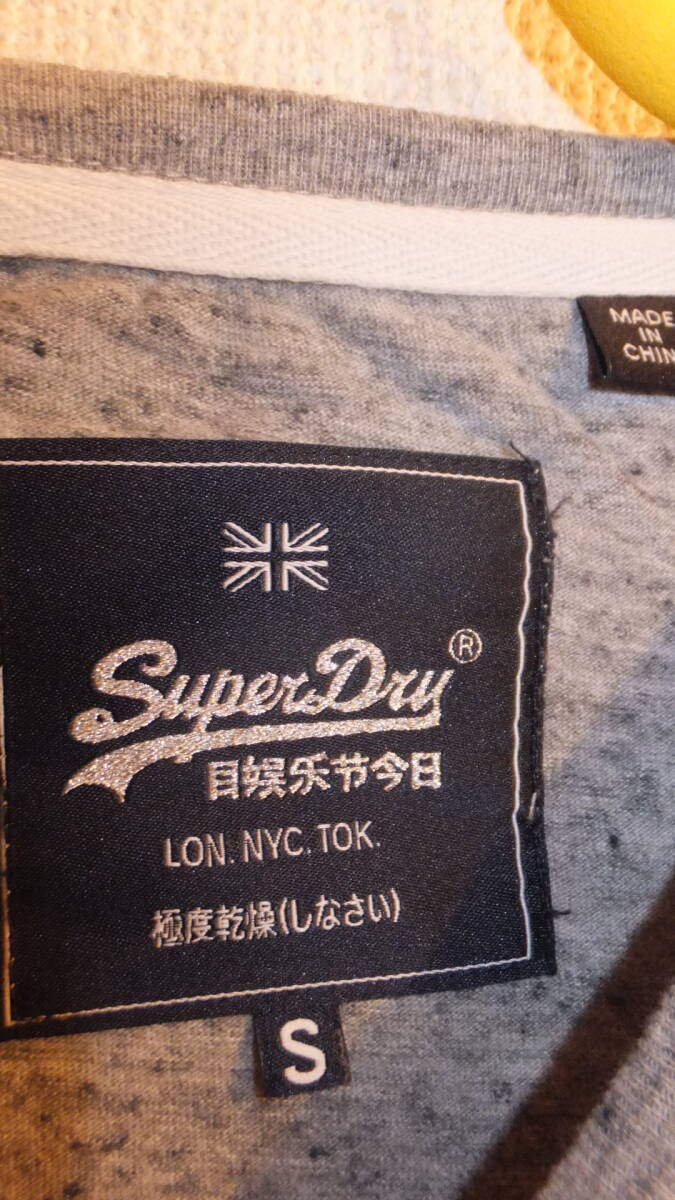 MADE
IN
CHIN
SuperDry®
目娱乐节今日
LON. NYC. TOK.
極度乾燥(しなさい)
S